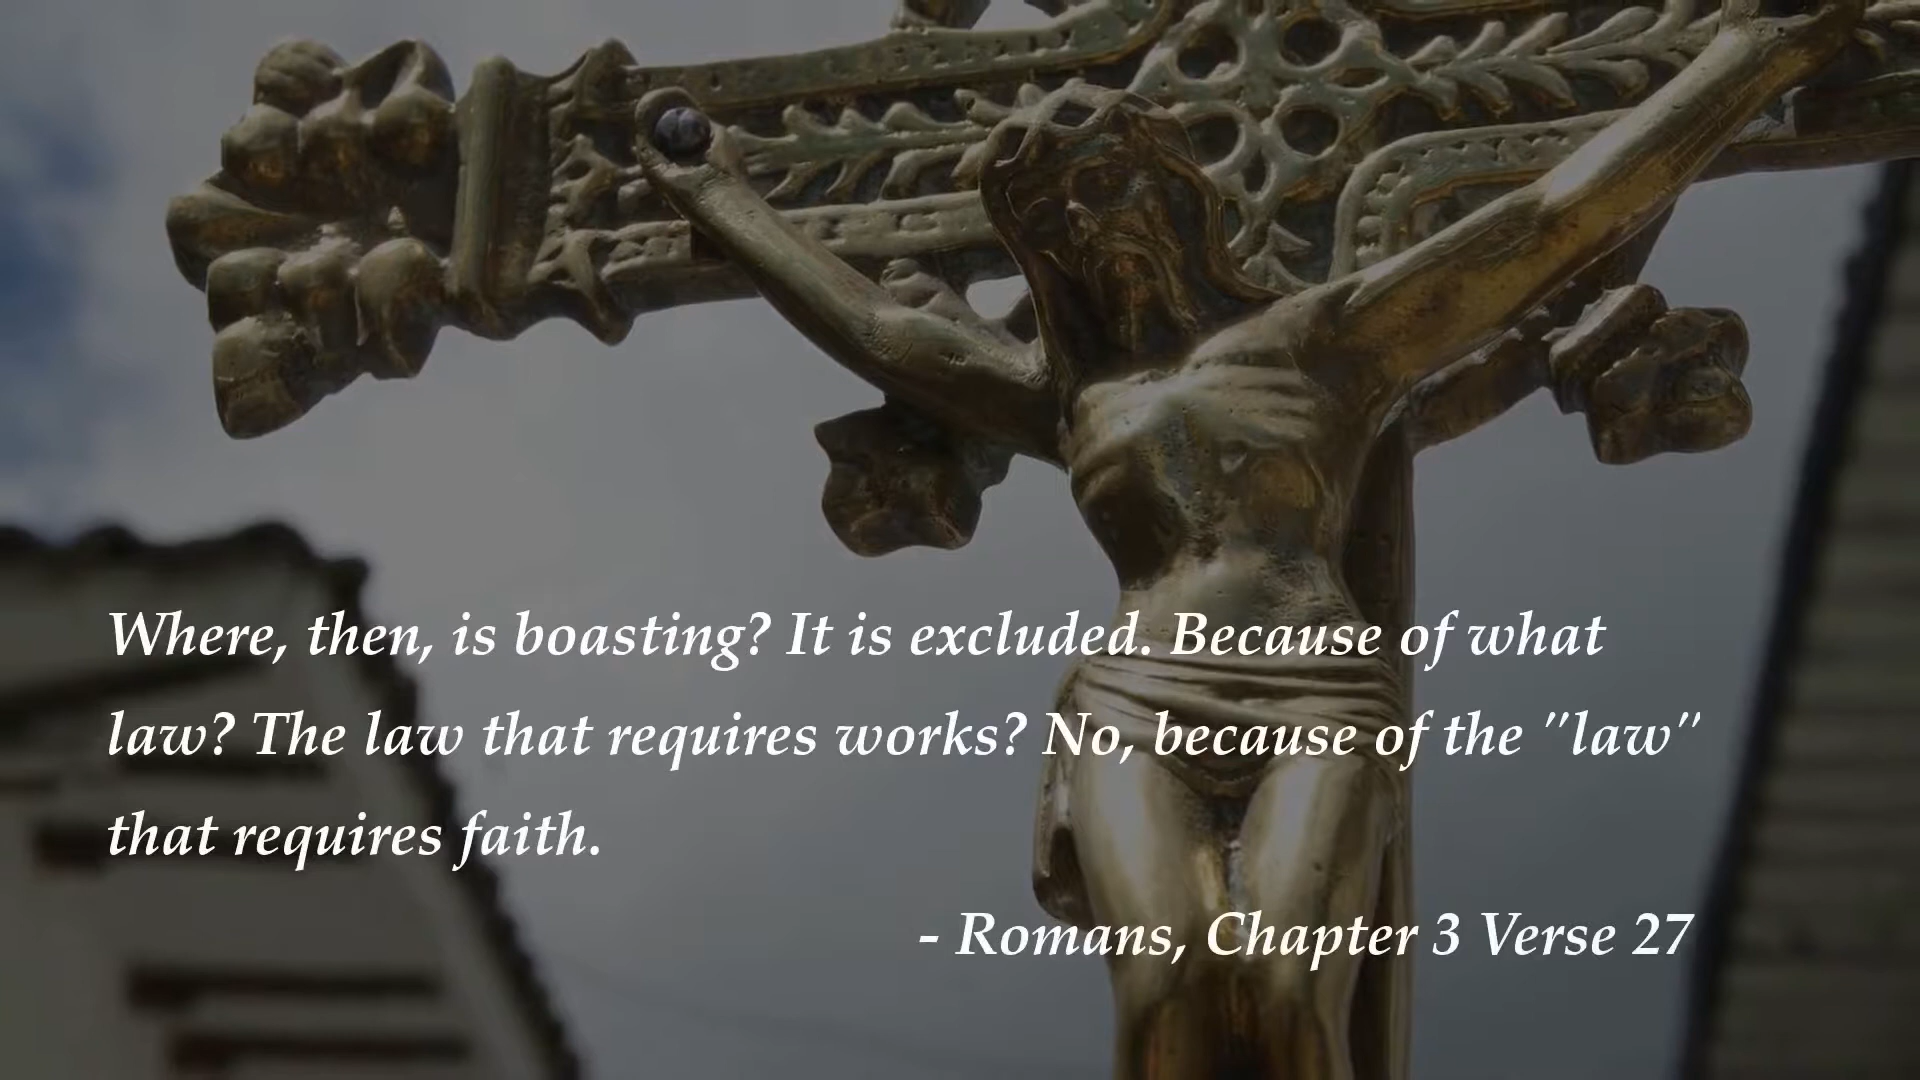 Where, then, is boasting? It is excluded. Because of what
law? The law that requires works? No, because of the "law"
that requires faith.
- Romans, Chapter 3 Verse 27